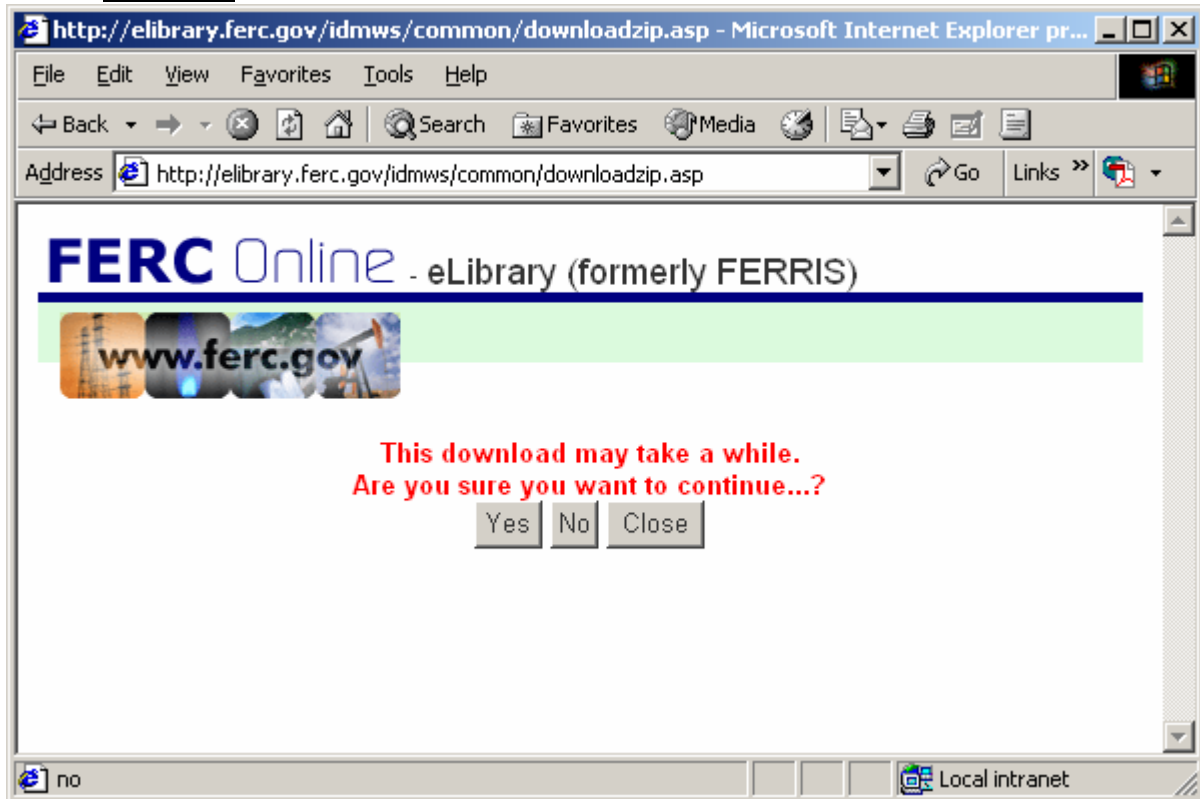 http://elibrary.ferc.gov/idmws/common/downloadzip.asp - Microsoft Internet Explorer pr...
File Edit View Favorites Tools Help
Back Search Favorites Media
Address http://elibrary.ferc.gov/idmws/common/downloadzip.asp Go Links »
FERC Online - eLibrary (formerly FERRIS)
www.ferc.gov
This download may take a while.
Are you sure you want to continue...?
Yes No Close
no Local intranet